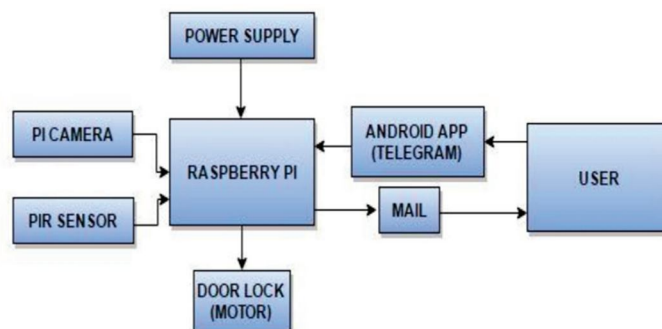 POWER SUPPLY
PI CAMERA
RASPBERRY PI
ANDROID APP
(TELEGRAM)
USER
PIR SENSOR
MAIL
DOOR LOCK
(MOTOR)